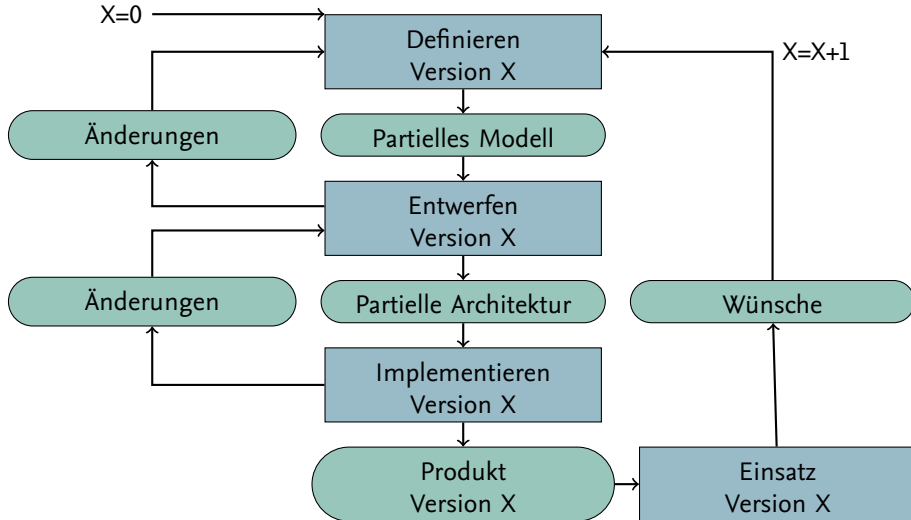 X=0
Definieren
Version X
X=X+1
Änderungen
Partielles Modell
Entwerfen
Version X
Änderungen
Partielle Architektur
Wünsche
Implementieren
Version X
Produkt
Version X
Einsatz
Version X